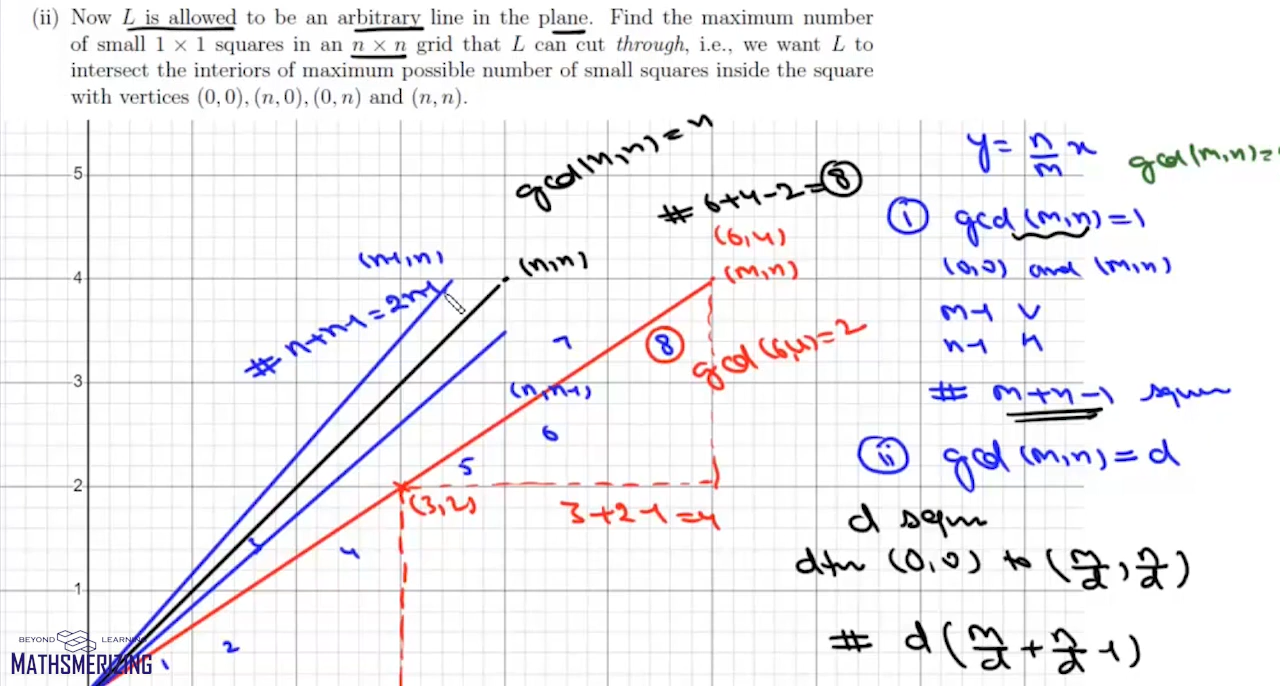 (ii) Now L is allowed to be an arbitrary line in the plane. Find the maximum number
of small 1 × 1 squares in an n × n grid that L can cut through, i.e., we want L to
intersect the interiors of maximum possible number of small squares inside the square
with vertices (0, 0), (n, 0), (0, n) and (n, n).
gcd(n,n)=n
# 6+4-2=8
(6,4)
(m,n)
(n-1,n)
(n,n)
# n+n-1=2n-1
gcd(6,4)=2
8
7
(n,n-1)
6
5
(3,2)
3+2-1=4
4
3
2
1
5
4
3
2
1
y= n/m x
gcd(m,n)=
i gcd (m,n)=1
(0,0) and (m,n)
m-1 V
n-1 H
# m+n-1 squr
ii gcd (m,n)=d
d squr
(0,0) to (m/d, n/d)
# d(m/d + n/d -1)
BEYOND LEARNING
MATHSMERIZING